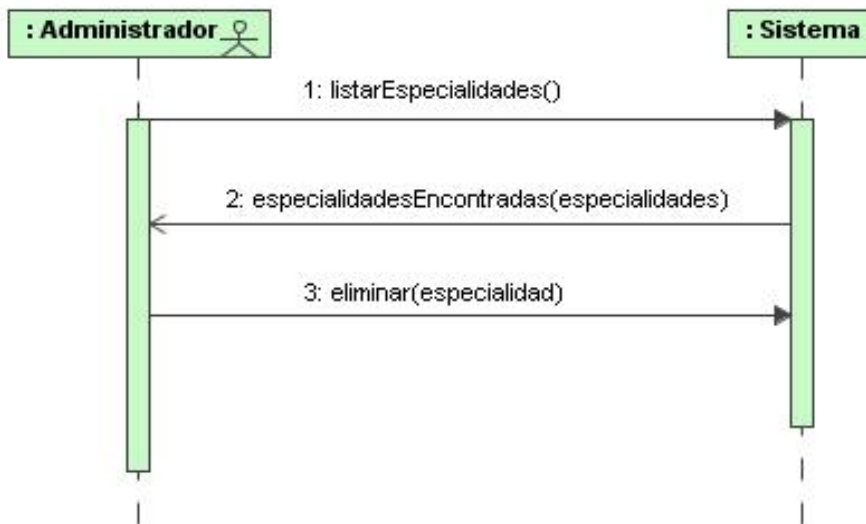 : Administrador
: Sistema
1: listarEspecialidades()
2: especialidadesEncontradas(especialidades)
3: eliminar(especialidad)